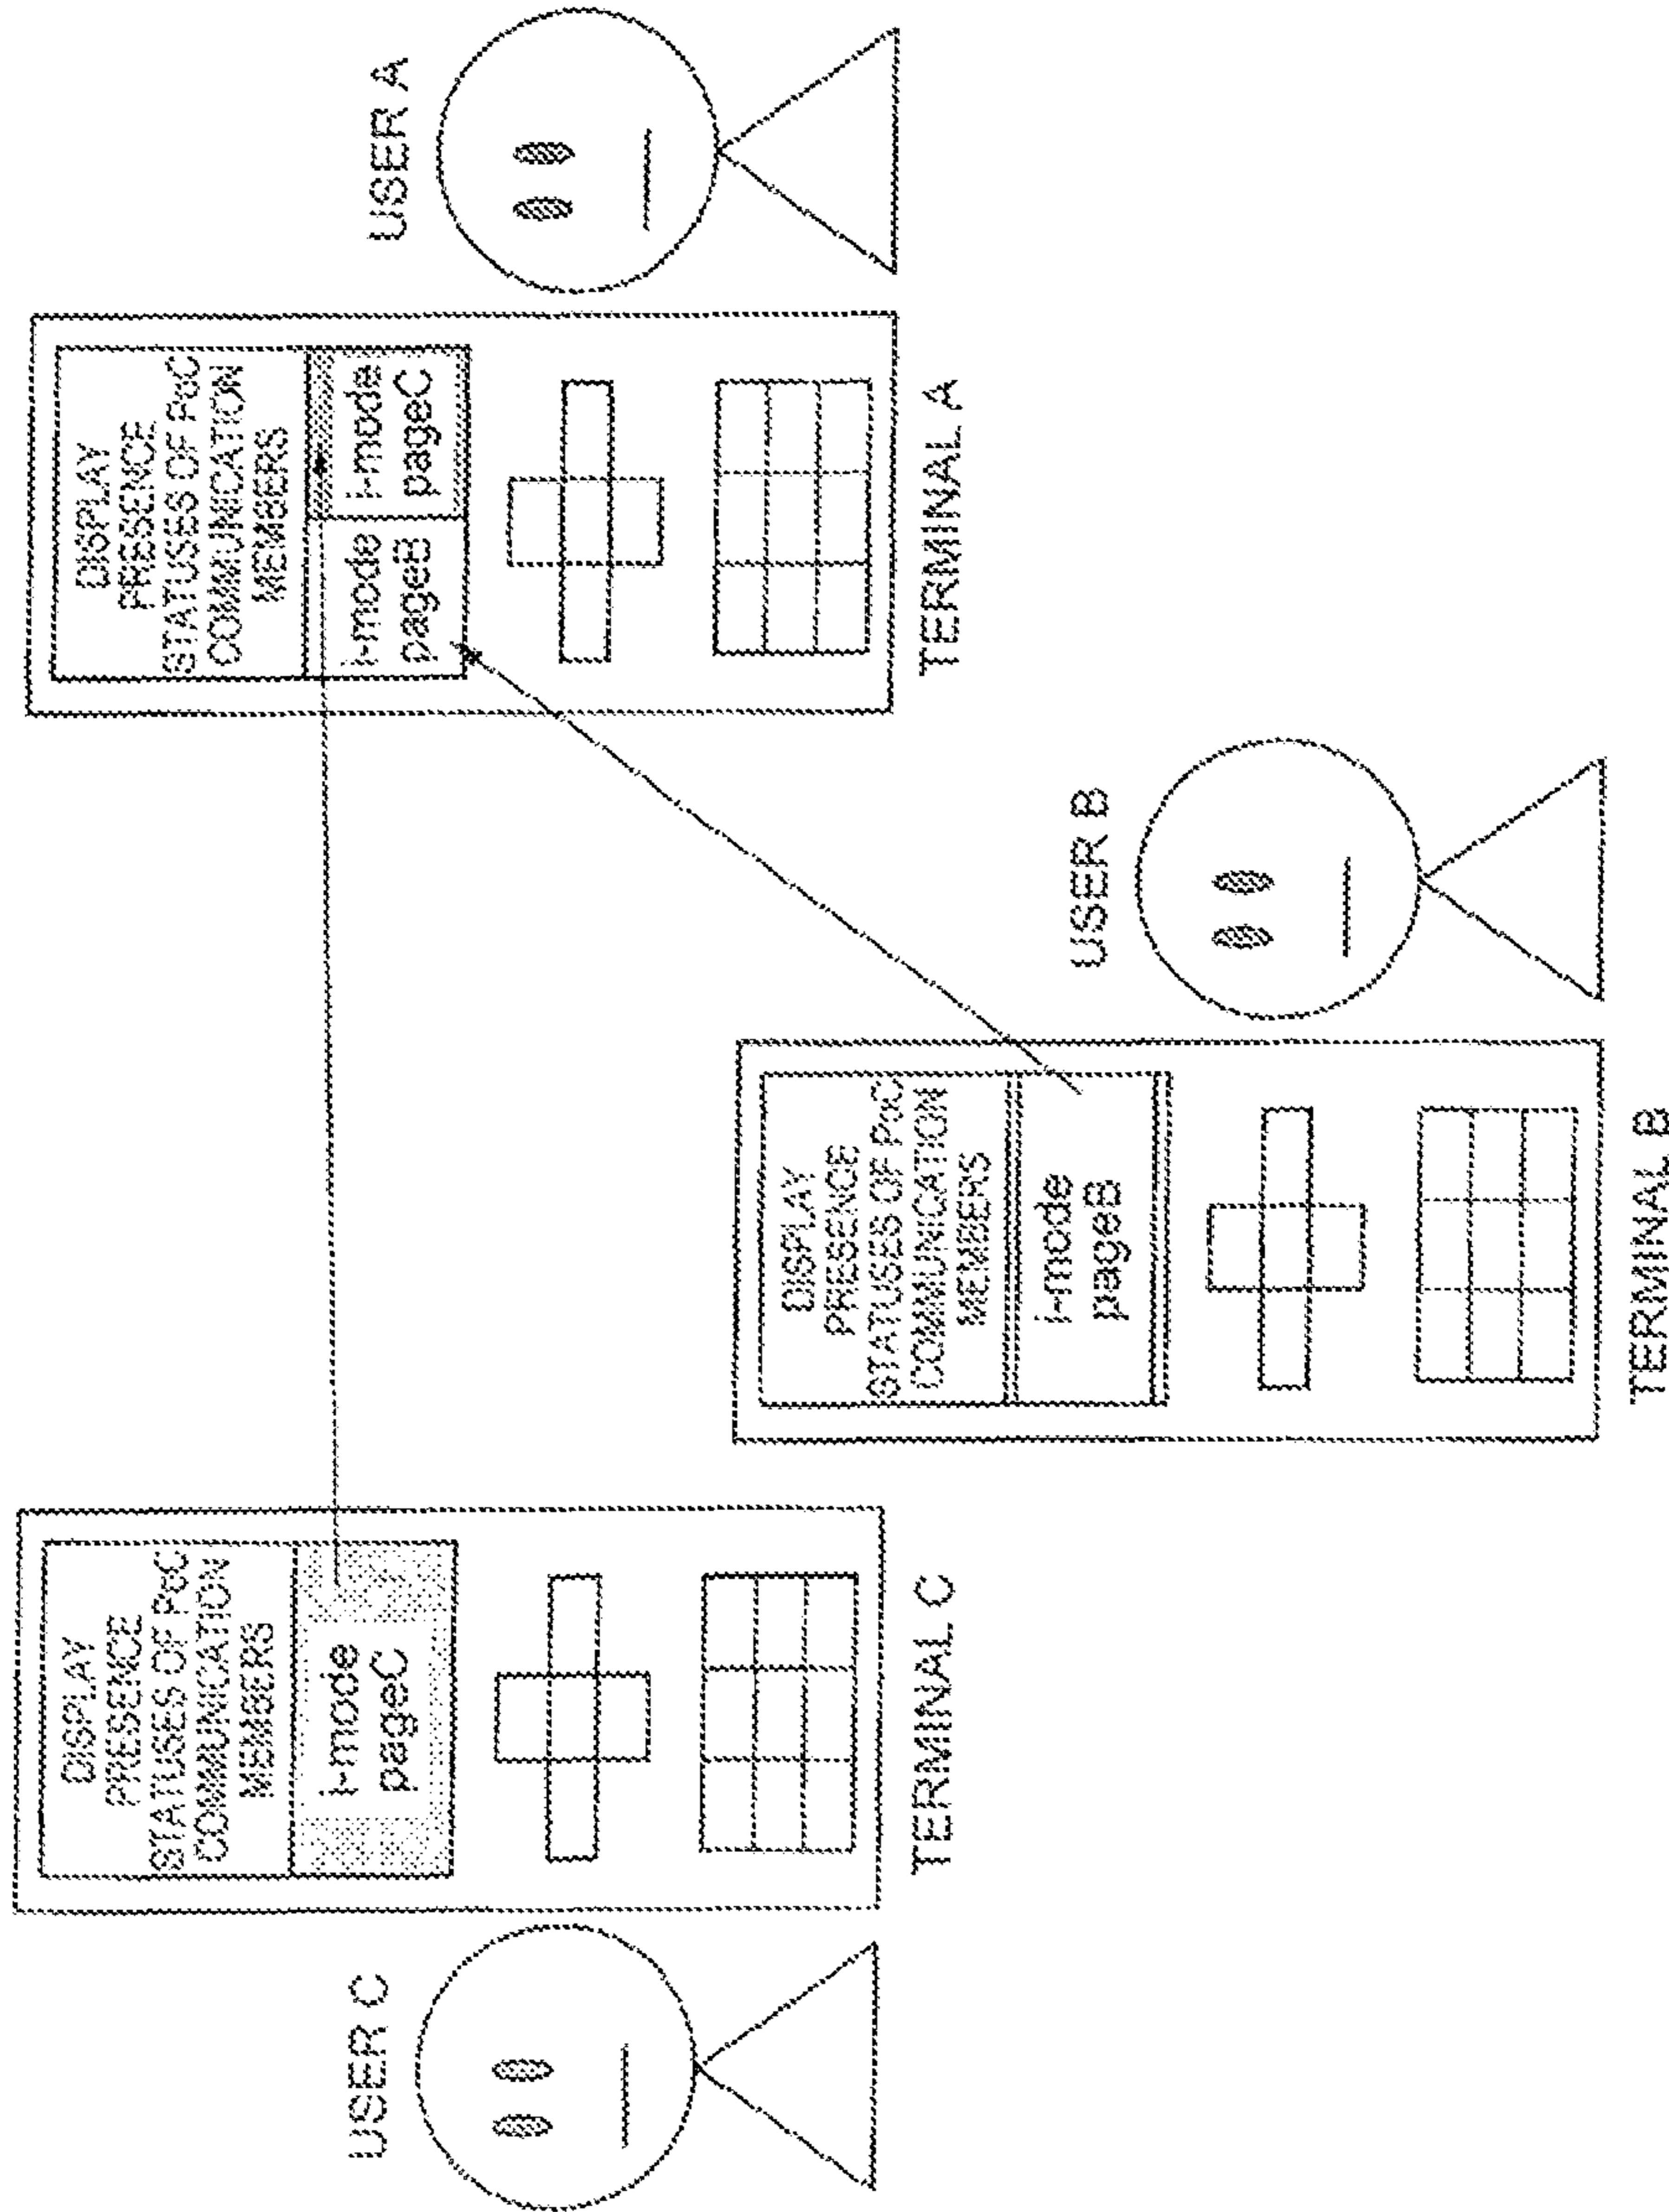 USER C
DISPLAY
PRESENCE
STATUSES OF PoC
COMMUNICATION
MEMBERS
i-mode
pageC
TERMINAL C
DISPLAY
PRESENCE
STATUSES OF PoC
COMMUNICATION
MEMBERS
i-mode
pageB
i-mode
pageC
TERMINAL A
USER A
DISPLAY
PRESENCE
STATUSES OF PoC
COMMUNICATION
MEMBERS
i-mode
pageB
TERMINAL B
USER B